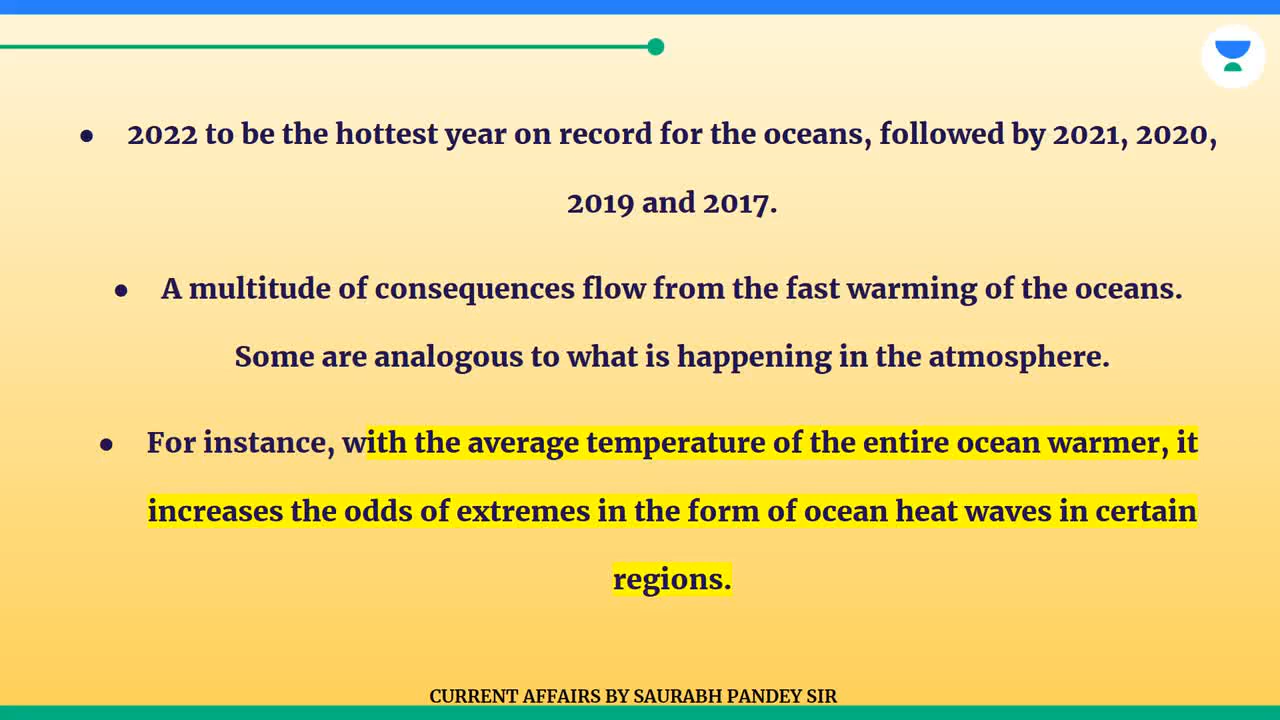 ● 2022 to be the hottest year on record for the oceans, followed by 2021, 2020,
2019 and 2017.
● A multitude of consequences flow from the fast warming of the oceans.
Some are analogous to what is happening in the atmosphere.
● For instance, with the average temperature of the entire ocean warmer, it
increases the odds of extremes in the form of ocean heat waves in certain
regions.
CURRENT AFFAIRS BY SAURABH PANDEY SIR